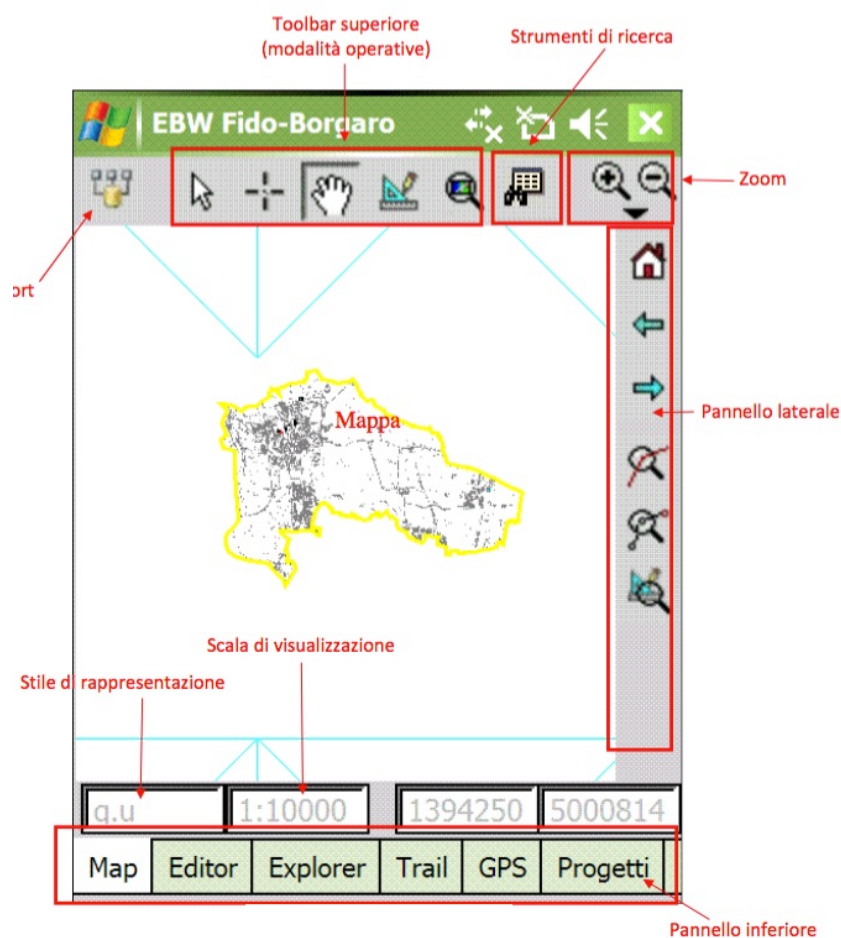 Toolbar superiore
(modalità operative)
Strumenti di ricerca
EBW Fido-Borgaro
Zoom
ort
Mappa
Pannello laterale
Scala di visualizzazione
Stile di rappresentazione
q.u
1:10000
1394250
5000814
Map
Editor
Explorer
Trail
GPS
Progetti
Pannello inferiore